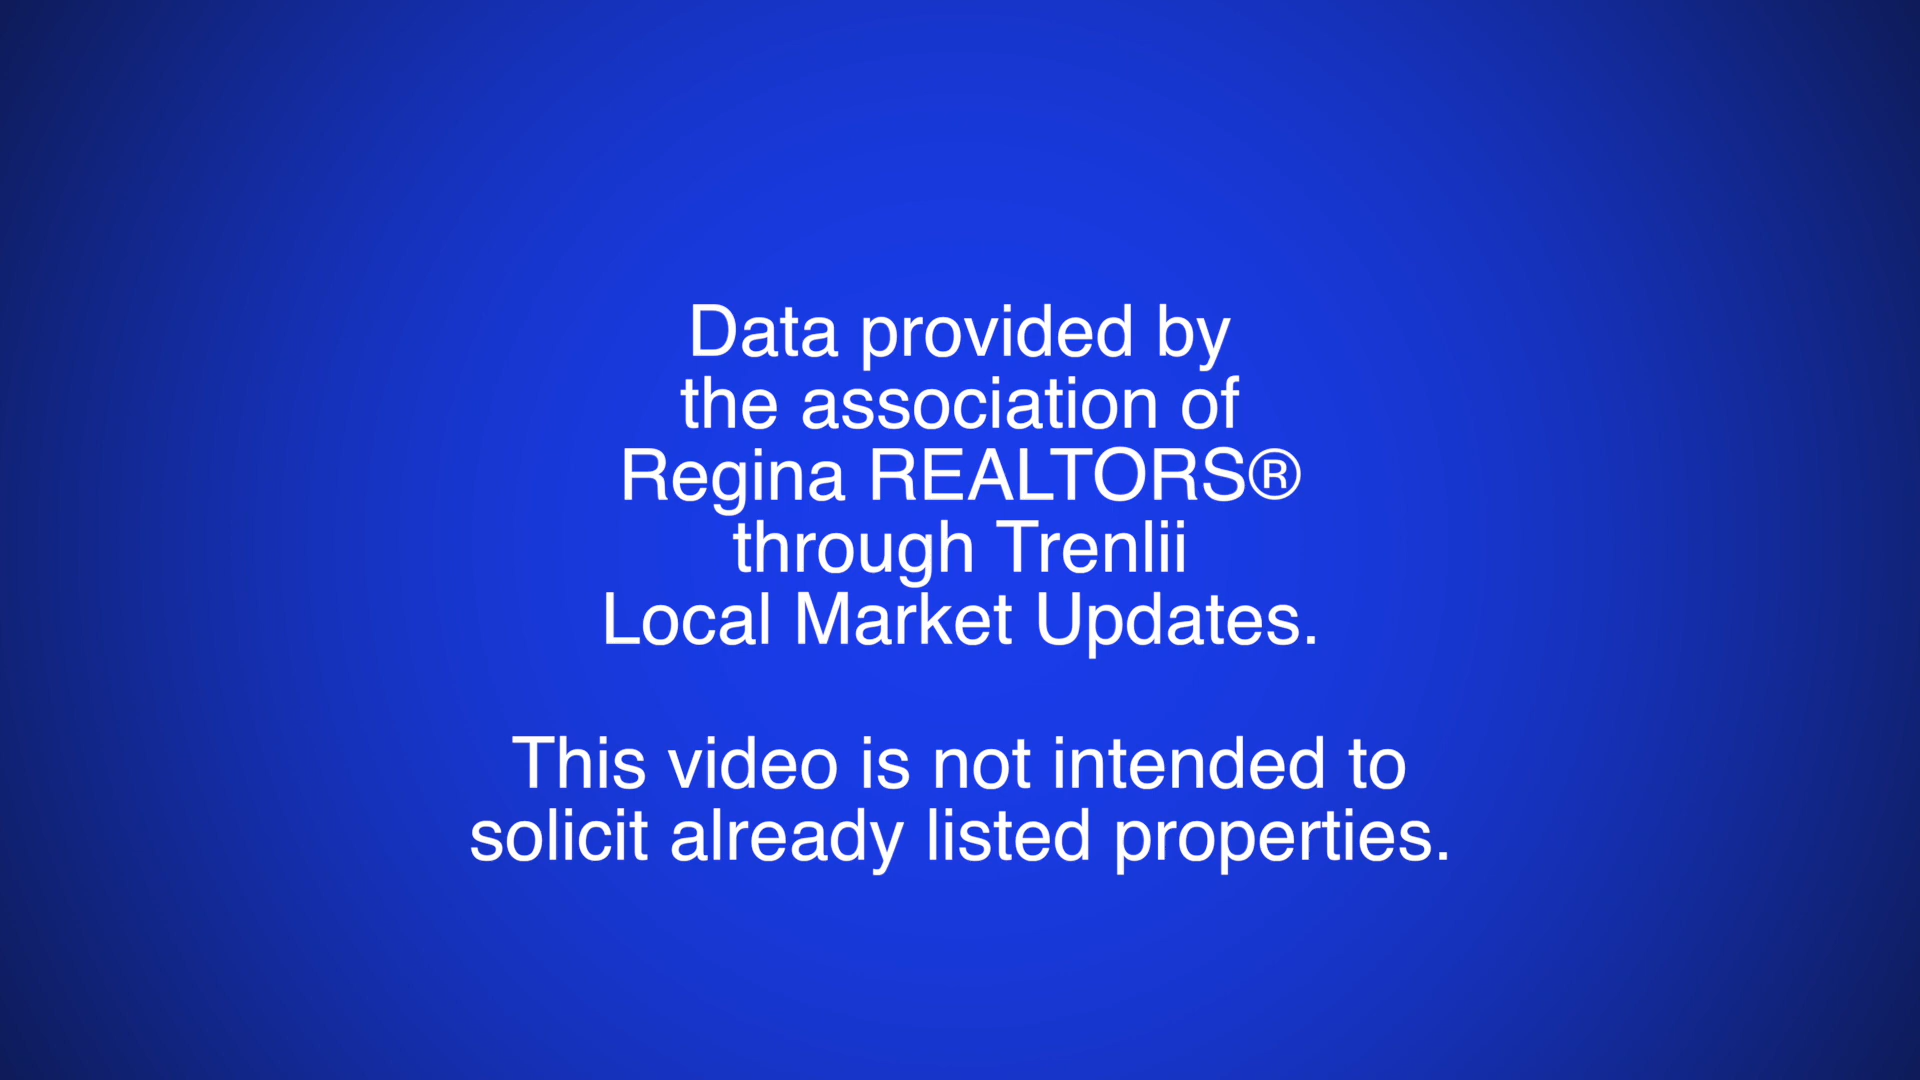 Data provided by
the association of
Regina REALTORS®
through Trenlii
Local Market Updates.
This video is not intended to
solicit already listed properties.